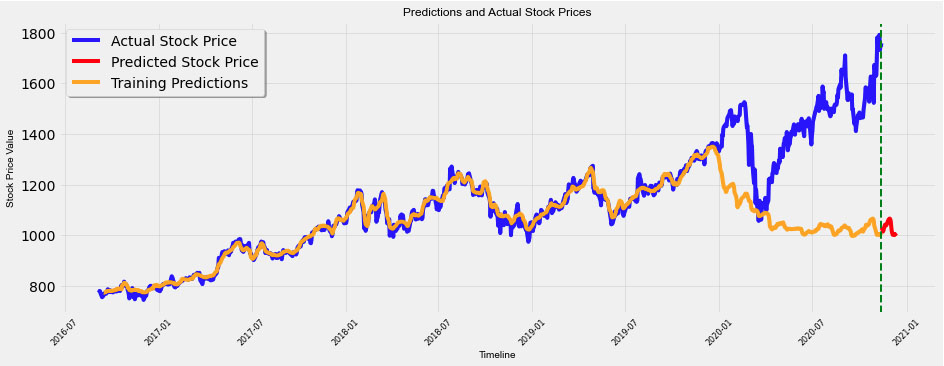 Predictions and Actual Stock Prices
Actual Stock Price
Predicted Stock Price
Training Predictions
Stock Price Value
1800
1600
1400
1200
1000
800
2016-07
2017-01
2017-07
2018-01
2018-07
2019-01
2019-07
2020-01
2020-07
2021-01
Timeline